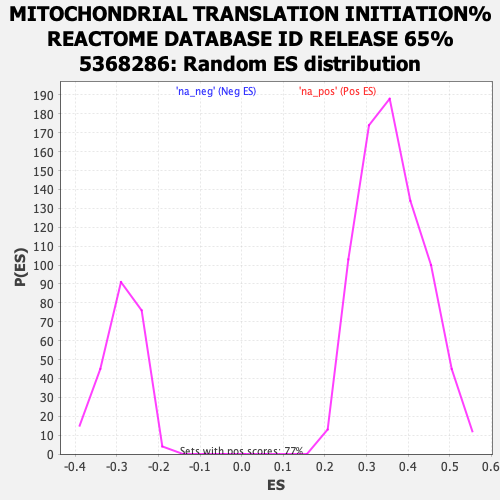 MITOCHONDRIAL TRANSLATION INITIATION%
REACTOME DATABASE ID RELEASE 65%
5368286: Random ES distribution
'na_neg' (Neg ES) 'na_pos' (Pos ES)
190
180
170
160
150
140
130
120
110
100
90
80
70
60
50
40
30
20
10
0
P(ES)
Sets with pos scores: 77%
-0.4 -0.3 -0.2 -0.1 0.0 0.1 0.2 0.3 0.4 0.5 0.6
ES